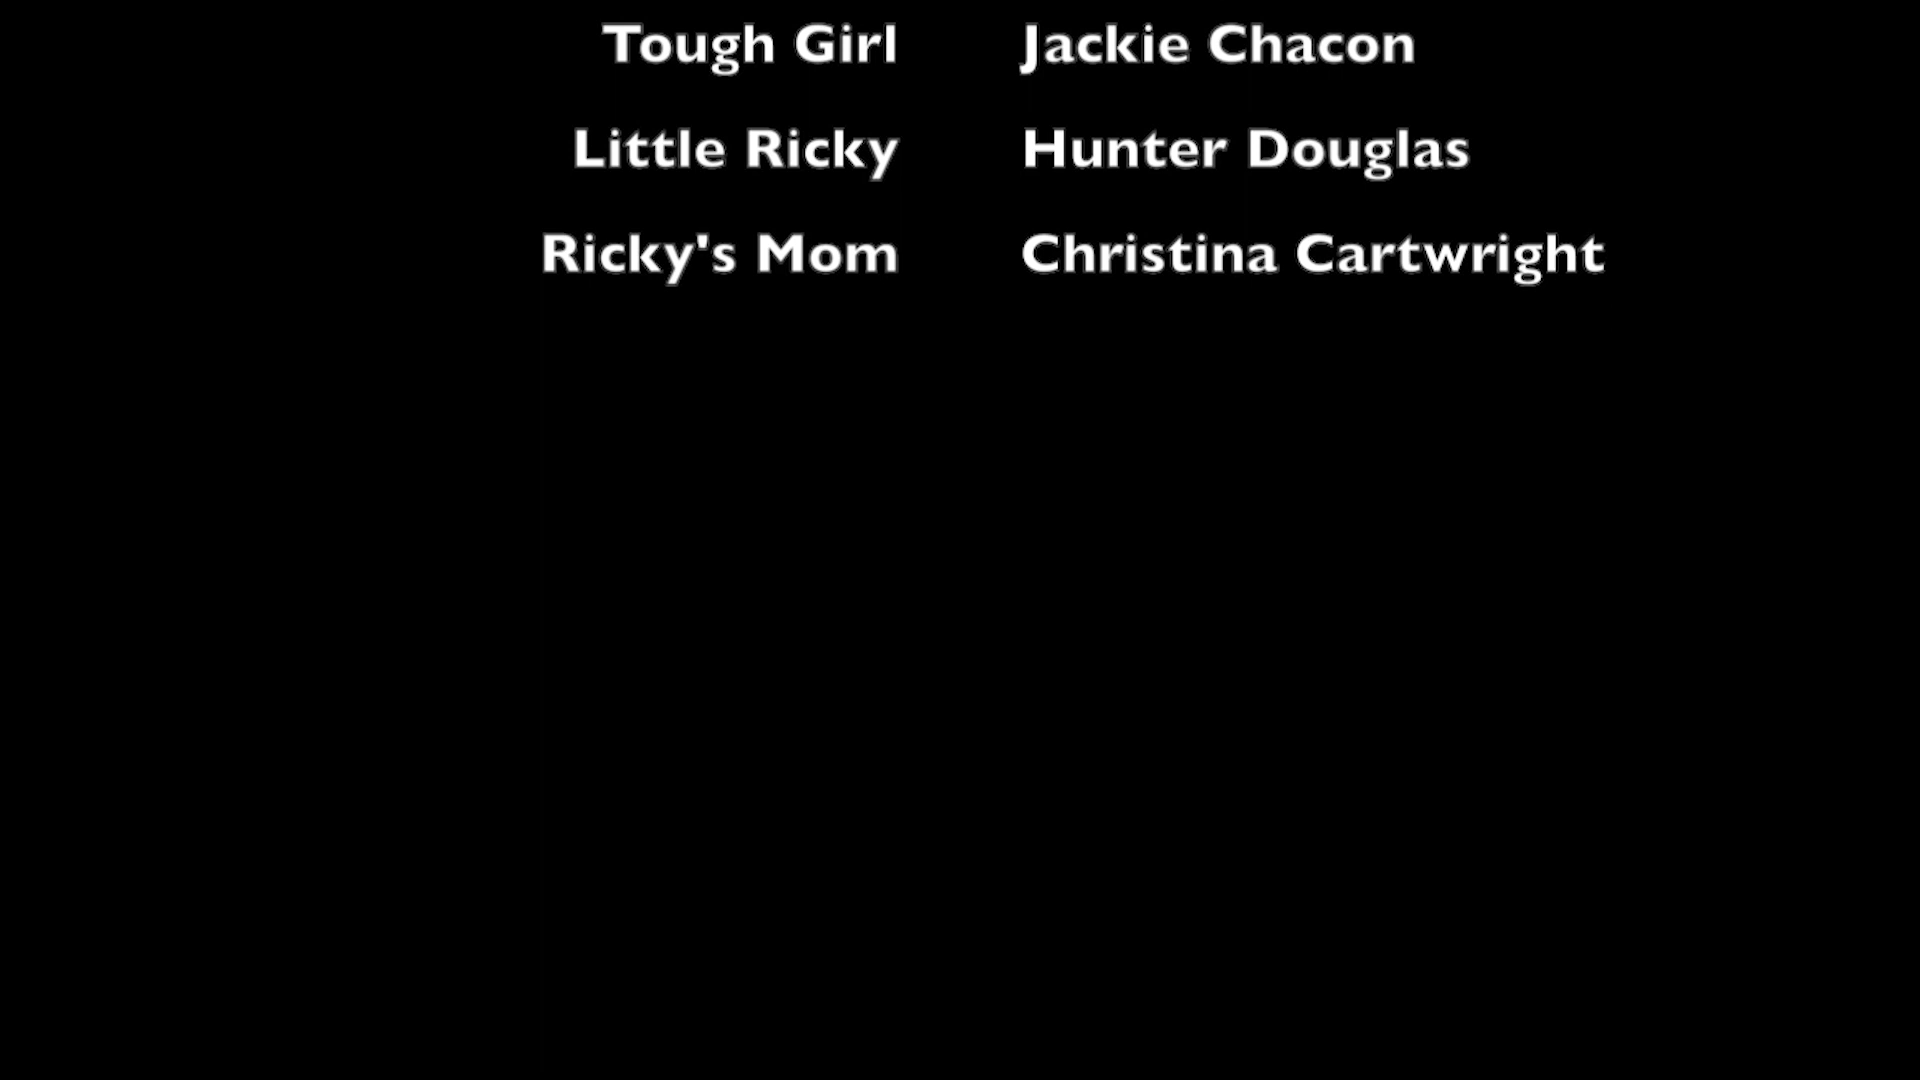 Tough Girl Jackie Chacon
Little Ricky Hunter Douglas
Ricky's Mom Christina Cartwright